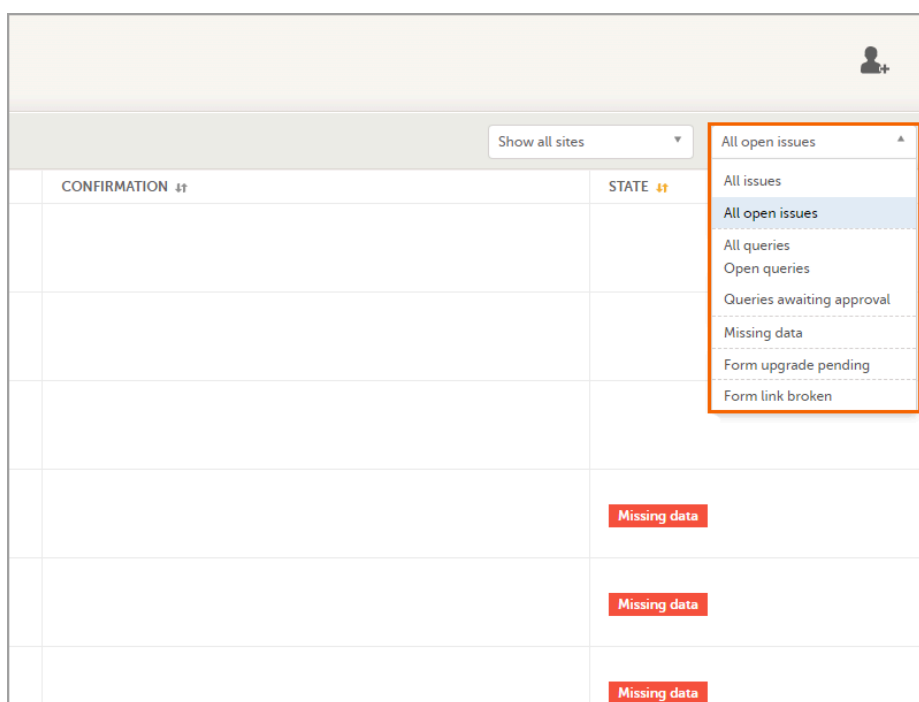 Show all sites
All open issues
CONFIRMATION
STATE
All issues
All open issues
All queries
Open queries
Queries awaiting approval
Missing data
Form upgrade pending
Form link broken
Missing data
Missing data
Missing data